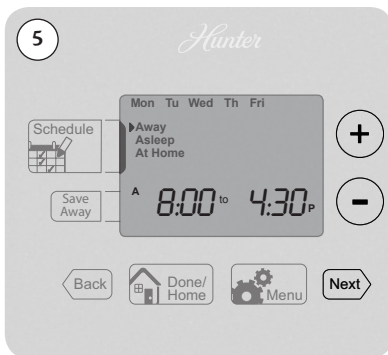 5
Hunter
Mon Tu Wed Th Fri
Schedule
Away
Asleep
At Home
+
Save
Away
A 8:00 to 4:30 P
-
Back
Done/
Home
Menu
Next